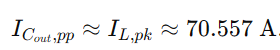 I_{C_{out},pp} ≈ I_{L,pk} ≈ 70.557 A.